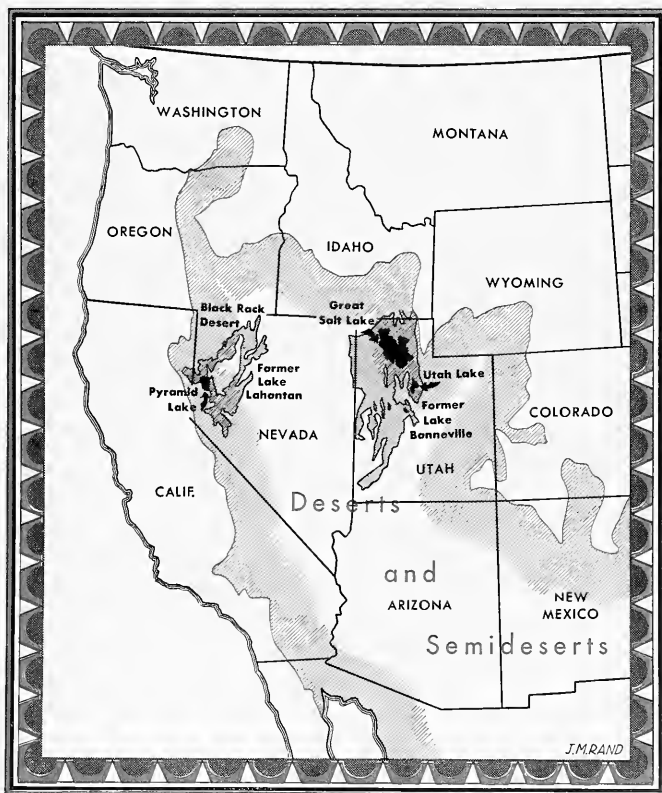 WASHINGTON
MONTANA
OREGON
IDAHO
WYOMING
Black Rack
Desert
Great
Salt Lake
Former
Lake
Lahontan
Pyramid
Lake
Utah Lake
Former
Lake
Bonneville
NEVADA
COLORADO
UTAH
CALIF.
Deserts
and
ARIZONA
NEW
MEXICO
Semideserts
J.M.RAND